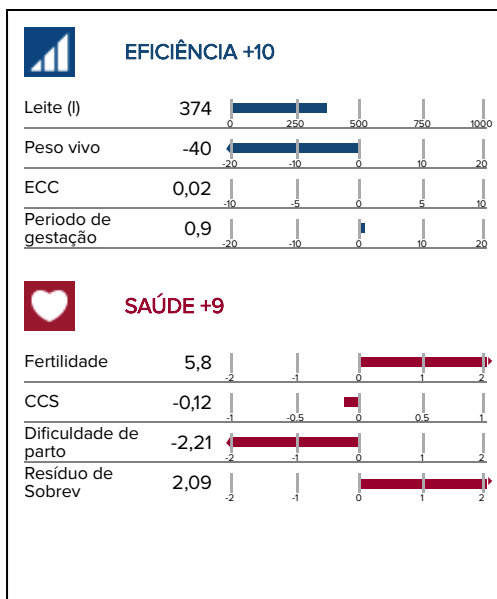 EFICIÊNCIA +10
Leite (l) 374
0 250 500 750 1000
Peso vivo -40
-20 -10 0 10 20
ECC 0,02
-10 -5 0 5 10
Periodo de
gestação 0,9
-20 -10 0 10 20
SAÚDE +9
Fertilidade 5,8
-2 -1 0 1 2
CCS -0,12
-1 -0.5 0 0.5 1
Dificuldade de
parto -2,21
-2 -1 0 1 2
Resíduo de
Sobrev 2,09
-2 -1 0 1 2